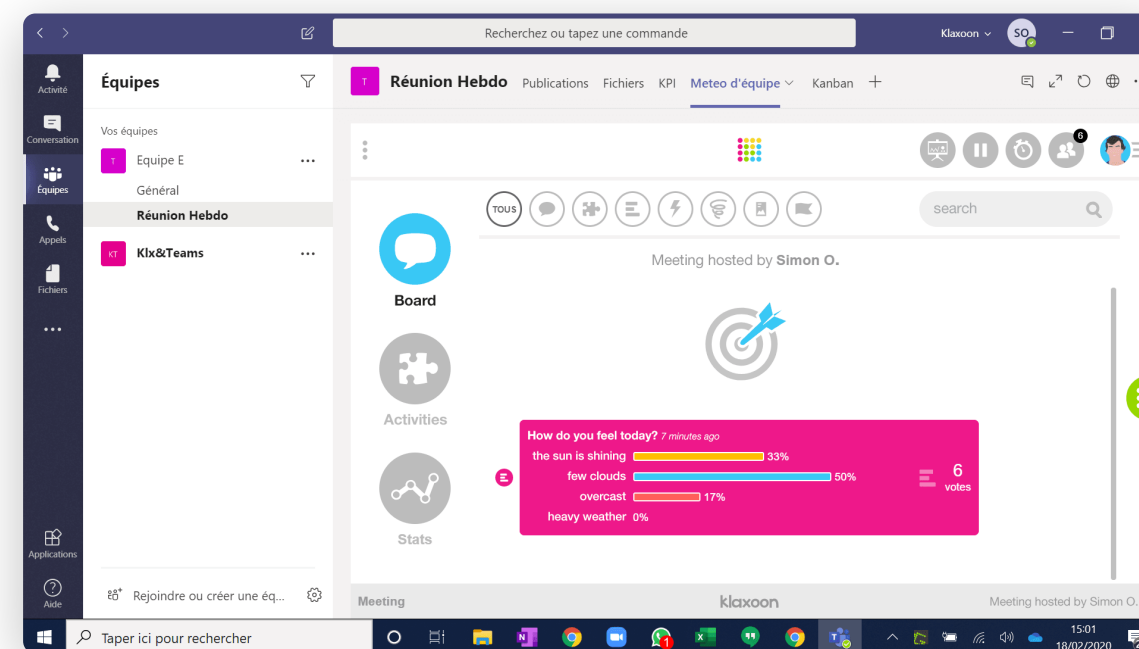 Recherchez ou tapez une commande
Klaxoon
SO
Activité
Conversation
Équipes
Appels
Fichiers
Applications
Aide
Équipes
Vos équipes
T Equipe E
Général
Réunion Hebdo
KT Klx&Teams
Rejoindre ou créer une éq...
T Réunion Hebdo Publications Fichiers KPI Meteo d'équipe Kanban
6
TOUS
search
Meeting hosted by Simon O.
Board
Activities
Stats
How do you feel today? 7 minutes ago
the sun is shining 33%
few clouds 50%
overcast 17%
heavy weather 0%
6
votes
Meeting klaxoon Meeting hosted by Simon O.
Taper ici pour rechercher
1
15:01
18/02/2020